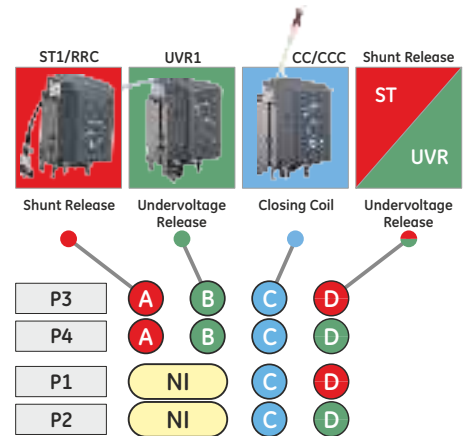 ST1/RRC UVR1 CC/CCC Shunt Release
ST
UVR
Shunt Release Undervoltage Release Closing Coil Undervoltage Release
P3 A B C D
P4 A B C D
P1 NI C D
P2 NI C D